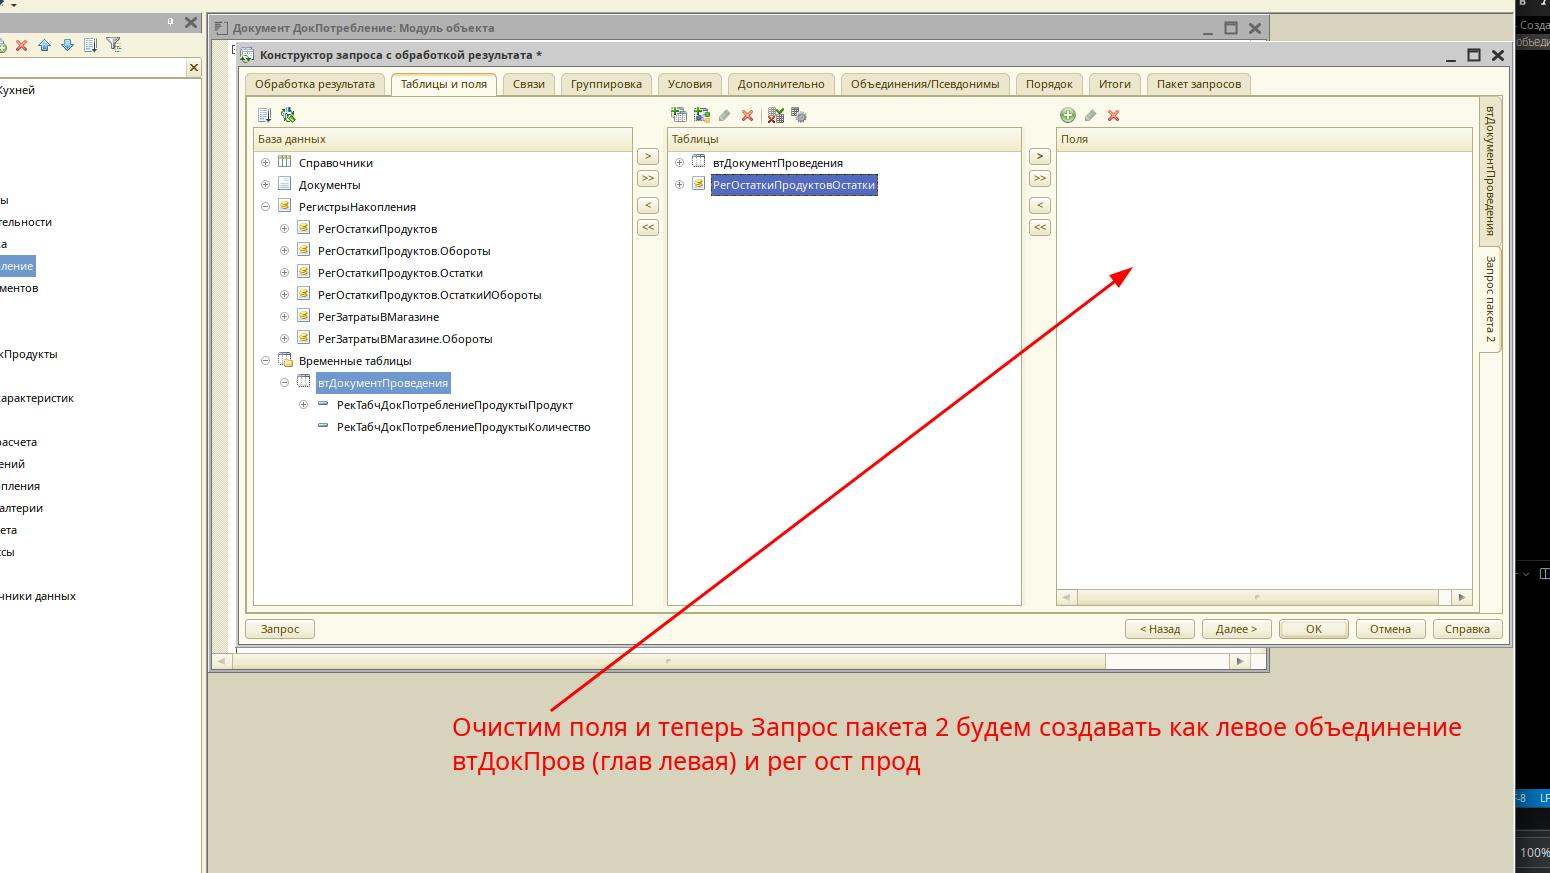 Документ ДокПотребление: Модуль объекта
Созда
объеди
Конструктор запроса с обработкой результата *
Обработка результата
Таблицы и поля
Связи
Группировка
Условия
Дополнительно
Объединения/Псевдонимы
Порядок
Итоги
Пакет запросов
Кухней
ы
тельности
ка
ление
ментов
кПродукты
арактеристик
расчета
ений
опления
алтерии
ета
ссы
чники данных
База данных
Справочники
Документы
РегистрыНакопления
РегОстаткиПродуктов
РегОстаткиПродуктов.Обороты
РегОстаткиПродуктов.Остатки
РегОстаткиПродуктов.ОстаткиИОбороты
РегЗатратыВМагазине
РегЗатратыВМагазине.Обороты
Временные таблицы
втДокументПроведения
РекТабчДокПотреблениеПродуктыПродукт
РекТабчДокПотреблениеПродуктыКоличество
>
>>
<
<<
Таблицы
втДокументПроведения
РегОстаткиПродуктовОстатки
>
>>
<
<<
Поля
втДокументПроведения
Запрос пакета 2
Запрос
< Назад
Далее >
OK
Отмена
Справка
Очистим поля и теперь Запрос пакета 2 будем создавать как левое объединение
втДокПров (глав левая) и рег ост прод
F-8
LF
100%